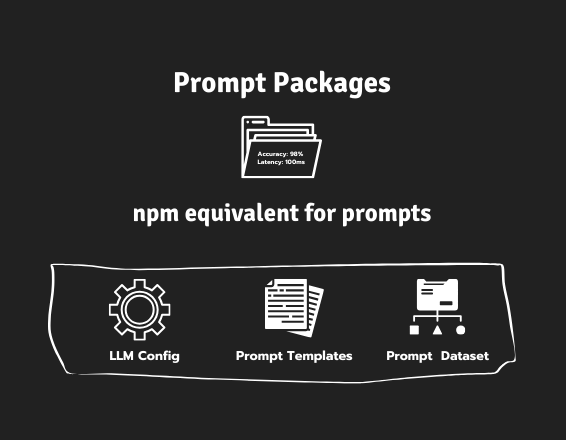 Prompt Packages
Accuracy: 98%
Latency: 100ms
npm equivalent for prompts
LLM Config
Prompt Templates
Prompt Dataset